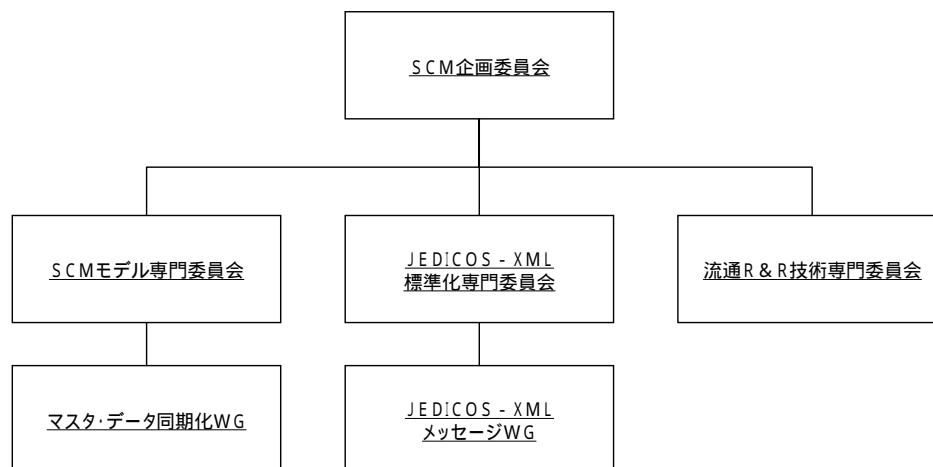 SCM企画委員会
SCMモデル専門委員会
JEDICOS-XML
標準化専門委員会
流通R&R技術専門委員会
マスタ・データ同期化WG
JEDICOS-XML
メッセージWG